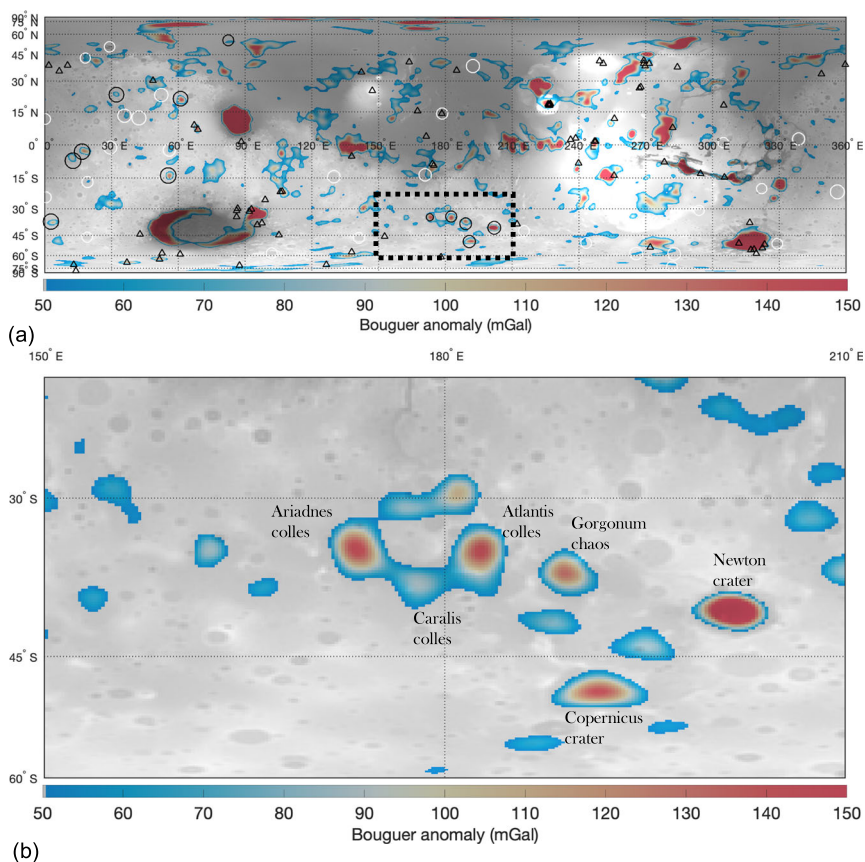 90° N
75° N
60° N
45° N
30° N
15° N
0° 30° E 60° E 90° E 120° E 150° E 180° E 210° E 240° E 270° E 300° E 330° E 360° E
15° S
30° S
45° S
60° S
75° S
90° S
50 60 70 80 90 100 110 120 130 140 150
Bouguer anomaly (mGal)
(a)
150° E 180° E 210° E
30° S
Ariadnes
colles
Atlantis
colles
Gorgonum
chaos
Newton
crater
Caralis
colles
45° S
Copernicus
crater
60° S
50 60 70 80 90 100 110 120 130 140 150
Bouguer anomaly (mGal)
(b)